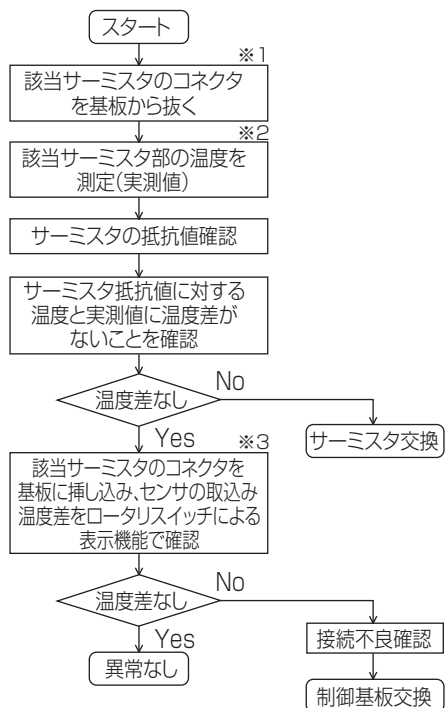 スタート
※1
該当サーミスタのコネクタ
を基板から抜く
※2
該当サーミスタ部の温度を
測定(実測値)
サーミスタの抵抗値確認
サーミスタ抵抗値に対する
温度と実測値に温度差が
ないことを確認
温度差なし
No
サーミスタ交換
Yes
※3
該当サーミスタのコネクタを
基板に挿し込み、センサの取込み
温度差をロータリスイッチによる
表示機能で確認
温度差なし
No
接続不良確認
Yes
異常なし
制御基板交換